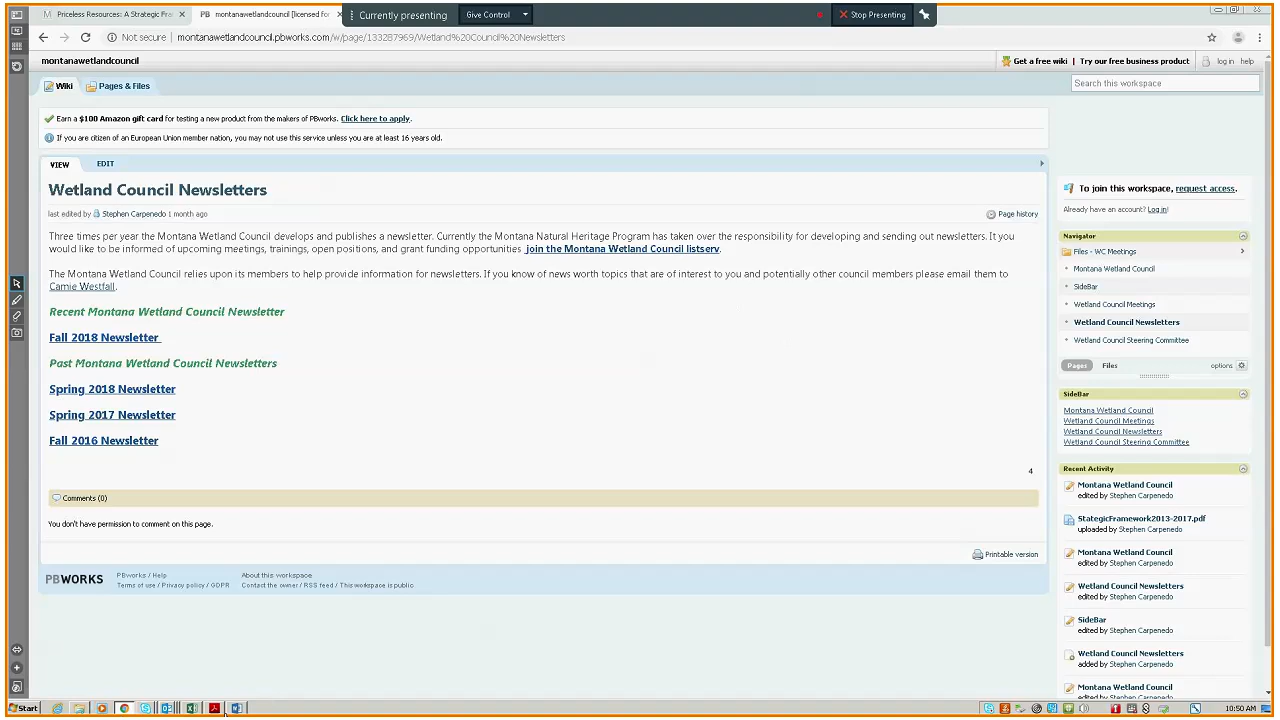 Currently presenting
Give Control
Stop Presenting
Priceless Resources: A Strategic Fra
PB montanawetlandcouncil [licensed for
Not secure | montanawetlandcouncil.pbworks.com/w/page/133287969/Wetland%20Council%20Newsletters
montanawetlandcouncil
Get a free wiki | Try our free business product
log in help
Wiki
Pages & Files
Search this workspace
Earn a $100 Amazon gift card for testing a new product from the makers of PBworks. Click here to apply.
If you are citizen of an European Union member nation, you may not use this service unless you are at least 16 years old.
VIEW
EDIT
Wetland Council Newsletters
last edited by Stephen Carpenedo 1 month ago
Page history
Three times per year the Montana Wetland Council develops and publishes a newsletter. Currently the Montana Natural Heritage Program has taken over the responsibility for developing and sending out newsletters. It you
would like to be informed of upcoming meetings, trainings, open positions, and grant funding opportunities join the Montana Wetland Council listserv.
The Montana Wetland Council relies upon its members to help provide information for newsletters. If you know of news worth topics that are of interest to you and potentially other council members please email them to
Camie Westfall.
Recent Montana Wetland Council Newsletter
Fall 2018 Newsletter
Past Montana Wetland Council Newsletters
Spring 2018 Newsletter
Spring 2017 Newsletter
Fall 2016 Newsletter
4
Comments (0)
You don't have permission to comment on this page.
Printable version
PBWORKS
PBworks / Help
Terms of use / Privacy policy / GDPR
About this workspace
Contact the owner / RSS feed / This workspace is public
To join this workspace, request access.
Already have an account? Log in!
Navigator
Files - WC Meetings
Montana Wetland Council
SideBar
Wetland Council Meetings
Wetland Council Newsletters
Wetland Council Steering Committee
Pages
Files
options
SideBar
Montana Wetland Council
Wetland Council Meetings
Wetland Council Newsletters
Wetland Council Steering Committee
Recent Activity
Montana Wetland Council
edited by Stephen Carpenedo
StategicFramework2013-2017.pdf
uploaded by Stephen Carpenedo
Montana Wetland Council
edited by Stephen Carpenedo
Wetland Council Newsletters
edited by Stephen Carpenedo
SideBar
edited by Stephen Carpenedo
Wetland Council Newsletters
added by Stephen Carpenedo
Montana Wetland Council
Start
10:50 AM